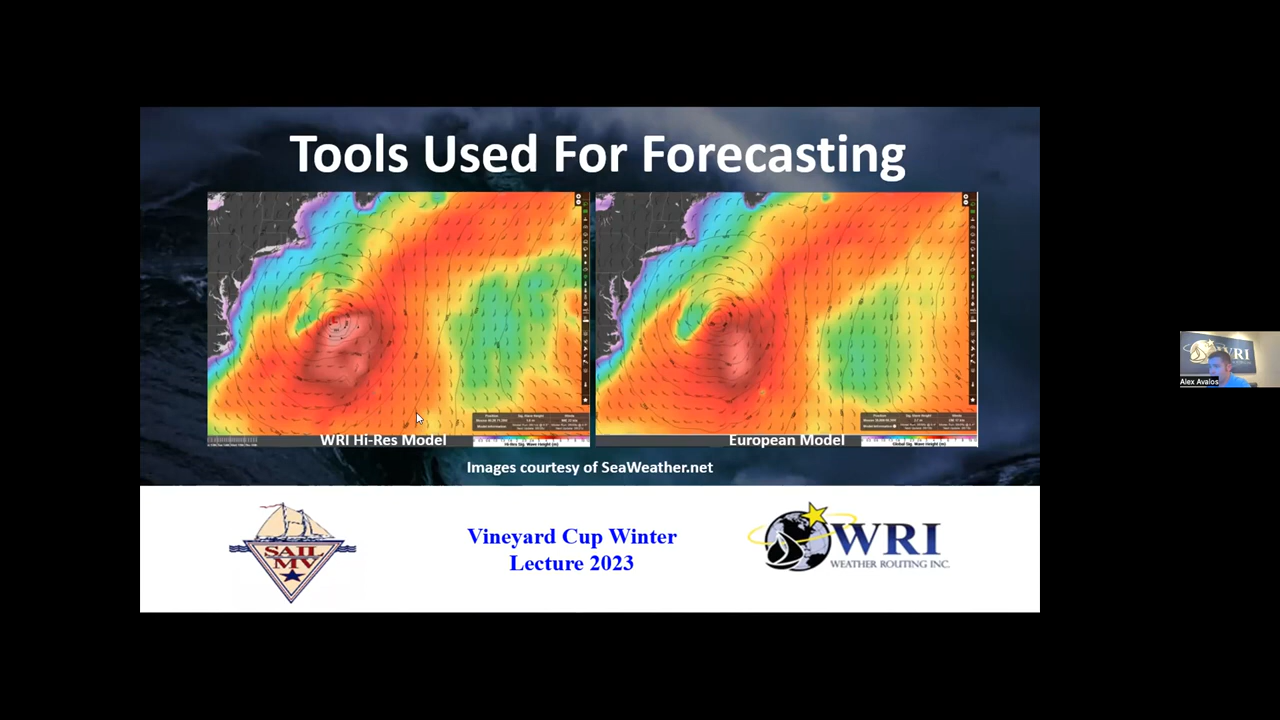 Tools Used For Forecasting
WRI Hi-Res Model
European Model
Images courtesy of SeaWeather.net
SAIL
MV
Vineyard Cup Winter
Lecture 2023
WRI
WEATHER ROUTING INC.
WRI
Alex Avalos